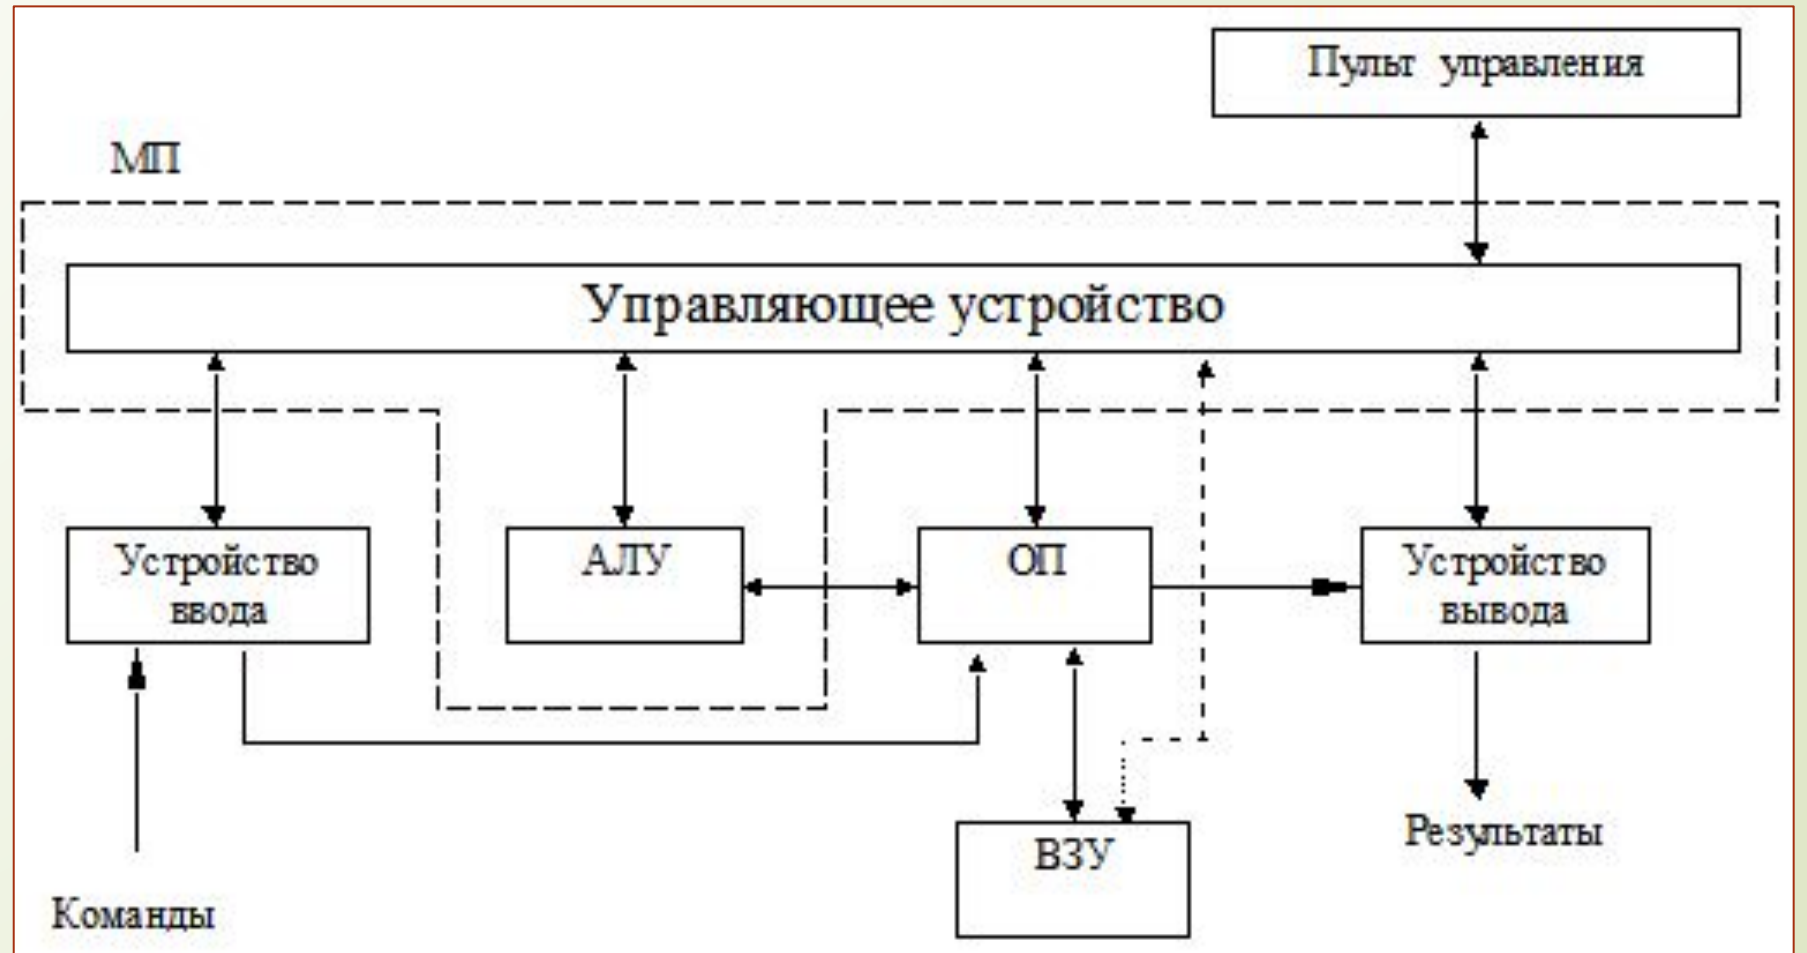 Пульт управления
МП
Управляющее устройство
Устройство
ввода
АЛУ
ОП
Устройство
вывода
ВЗУ
Результаты
Команды